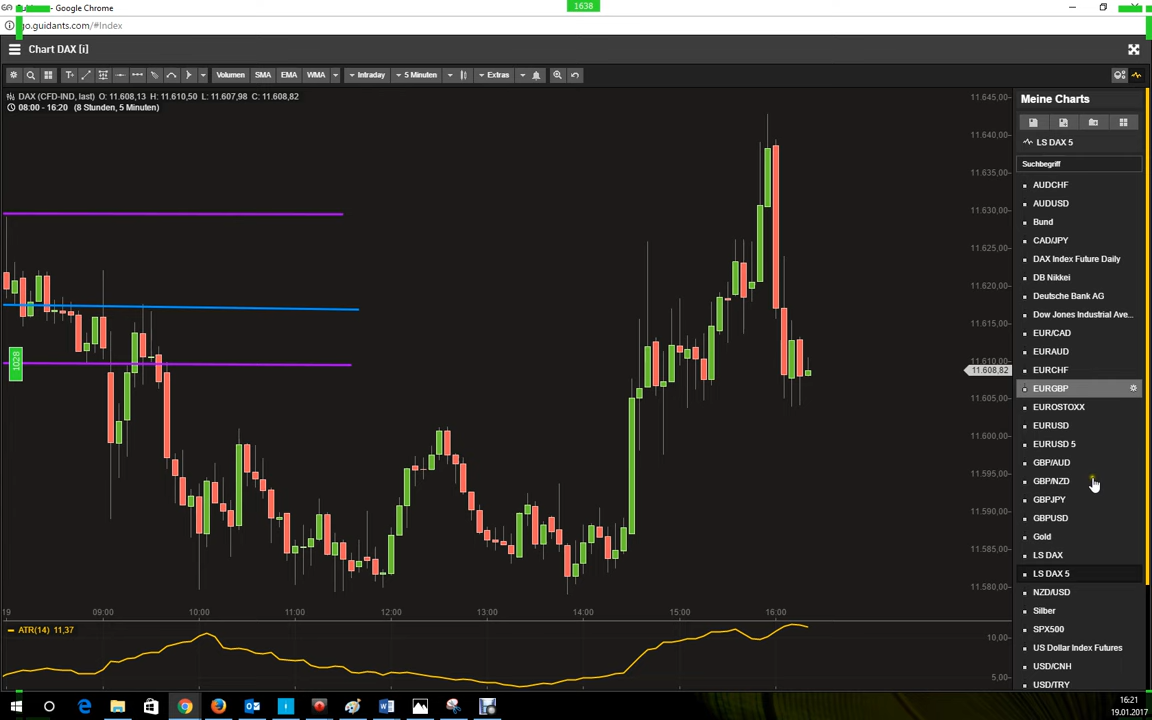 - Google Chrome
1638
go.guidants.com/#Index
Chart DAX [i]
T
Volumen SMA EMA WMA Intraday 5 Minuten Extras
DAX (CFD-IND, last) O: 11.608,13 H: 11.610,50 L: 11.607,98 C: 11.608,82
08:00 - 16:20 (8 Stunden, 5 Minuten)
11.645,00
11.640,00
11.635,00
11.630,00
11.625,00
11.620,00
11.615,00
11.610,00
11.608,82
11.605,00
11.600,00
11.595,00
11.590,00
11.585,00
11.580,00
1028
19 09:00 10:00 11:00 12:00 13:00 14:00 15:00 16:00
ATR(14) 11,37
10,00
5,00
Meine Charts
LS DAX 5
Suchbegriff
AUDCHF
AUDUSD
Bund
CAD/JPY
DAX Index Future Daily
DB Nikkei
Deutsche Bank AG
Dow Jones Industrial Ave...
EUR/CAD
EURAUD
EURCHF
EURGBP
EUROSTOXX
EURUSD
EURUSD 5
GBP/AUD
GBP/NZD
GBPJPY
GBPUSD
Gold
LS DAX
LS DAX 5
NZD/USD
Silber
SPX500
US Dollar Index Futures
USD/CNH
USD/TRY
16:21
19.01.2017